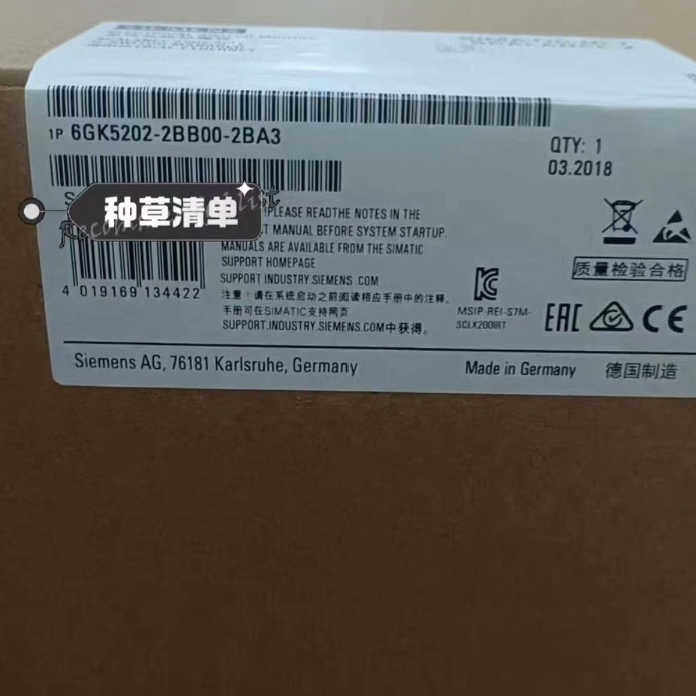 1P 6GK5202-2BB00-2BA3
QTY: 1
03.2018
S
种草清单
PLEASE READTHE NOTES IN THE
T MANUAL BEFORE SYSTEM STARTUP.
MANUALS ARE AVAILABLE FROM THE SIMATIC
SUPPORT HOMEPAGE
SUPPORT.INDUSTRY.SIEMENS .COM
注意：请在系统启动之前阅读相应手册中的注释。
手册可在SIMATIC支持网页
SUPPORT.INDUSTRY.SIEMENS.COM中获得。
4 019169 134422
质量检验合格
MSIP-REI-S7M-
EAC CE
Siemens AG, 76181 Karlsruhe, Germany
Made in Germany 德国制造